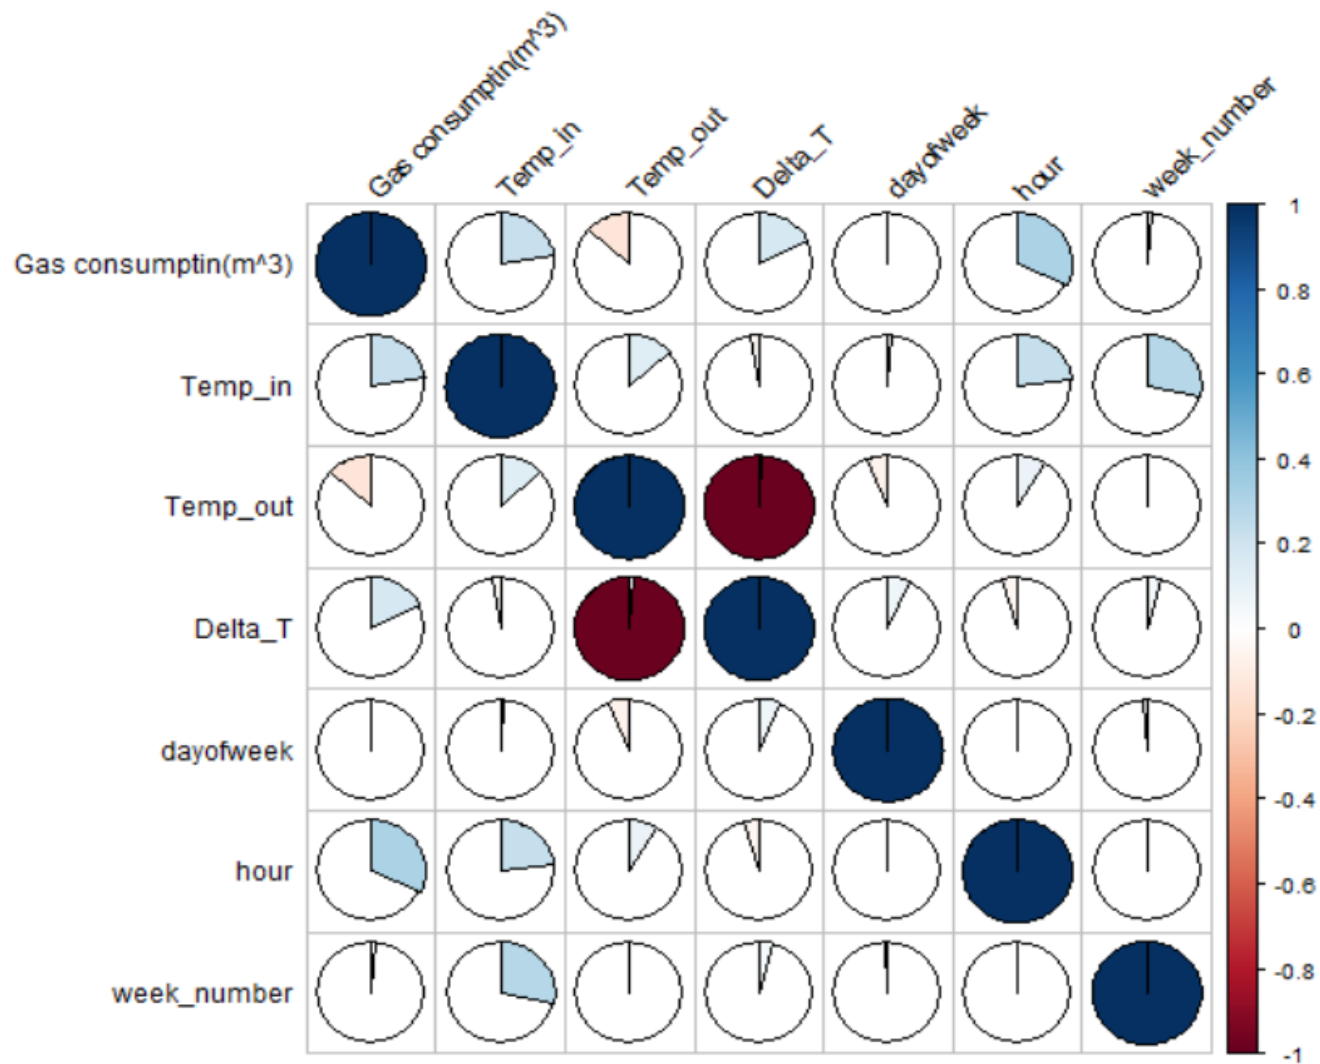 Gas consumptin(m^3)
Temp_in
Temp_out
Delta_T
dayofweek
hour
week_number
Gas consumptin(m^3)
Temp_in
Temp_out
Delta_T
dayofweek
hour
week_number
1
0.8
0.6
0.4
0.2
0
-0.2
-0.4
-0.6
-0.8
-1